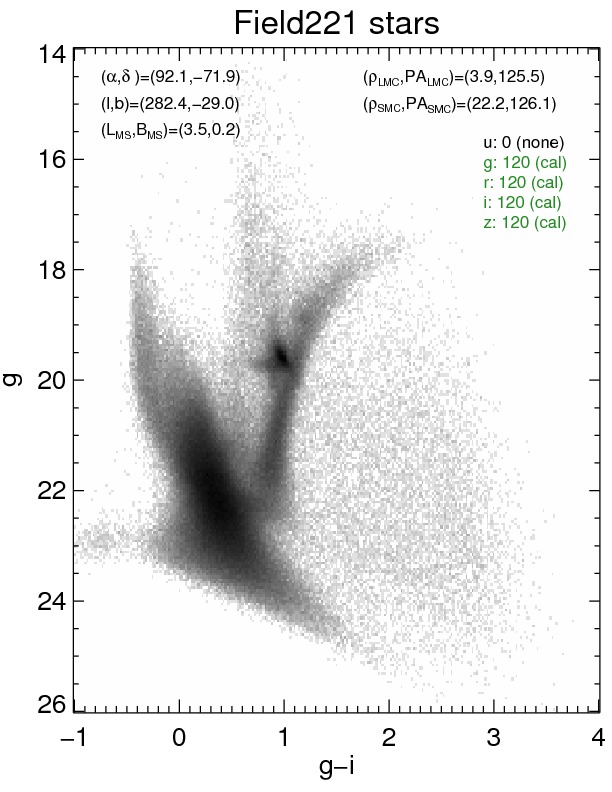 Field221 stars
(α,δ)=(92.1,−71.9)
(ρLMC,PALMC)=(3.9,125.5)
(l,b)=(282.4,−29.0)
(ρSMC,PASMC)=(22.2,126.1)
(LMS,BMS)=(3.5,0.2)
u: 0 (none)
g: 120 (cal)
r: 120 (cal)
i: 120 (cal)
z: 120 (cal)
14
16
18
20
22
24
26
g
−1 0 1 2 3 4
g−i